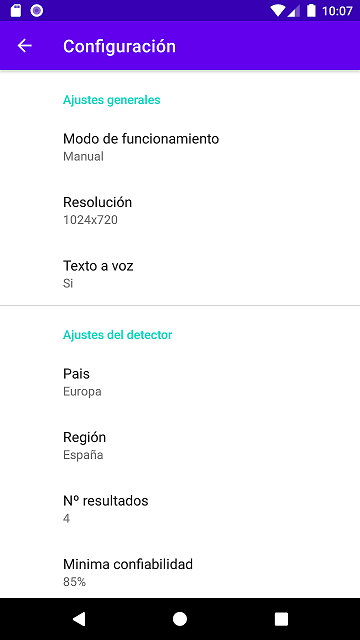 10:07
Configuración
Ajustes generales
Modo de funcionamiento
Manual
Resolución
1024x720
Texto a voz
Si
Ajustes del detector
Pais
Europa
Región
España
Nº resultados
4
Minima confiabilidad
85%